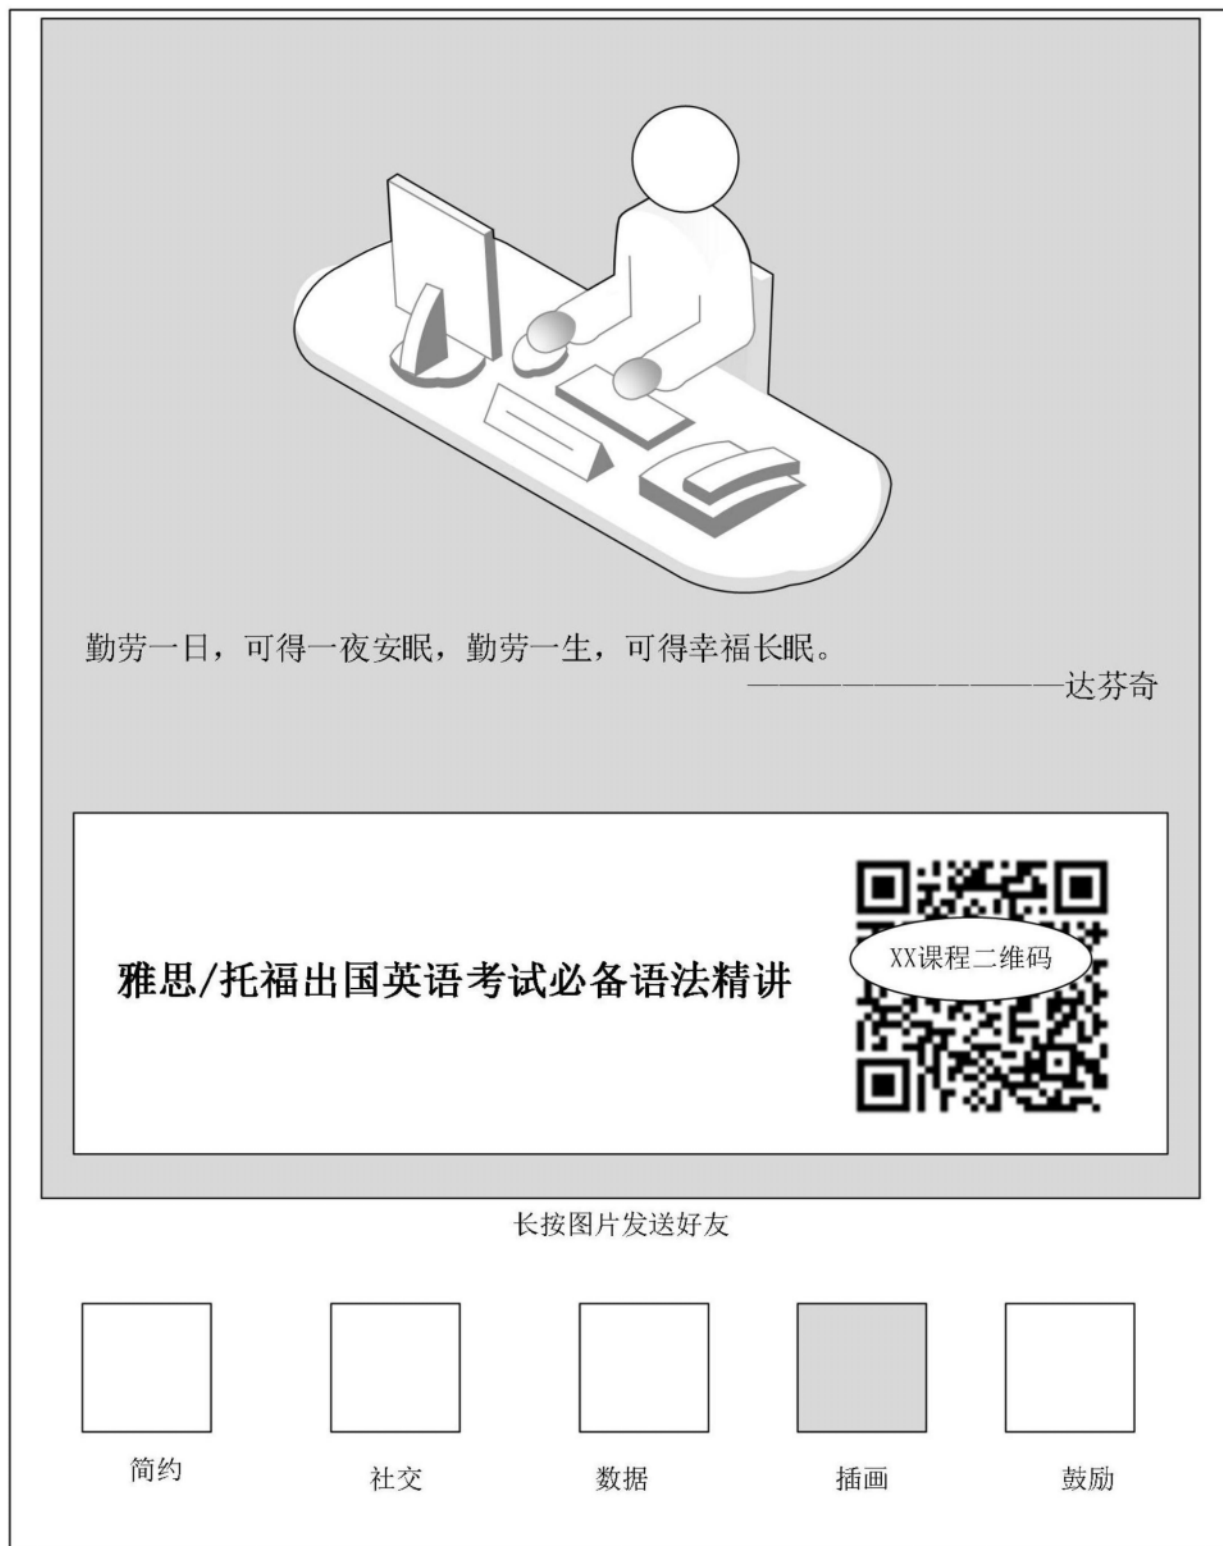 勤劳一日，可得一夜安眠，勤劳一生，可得幸福长眠。
——————————达芬奇
雅思/托福出国英语考试必备语法精讲
XX课程二维码
长按图片发送好友
简约
社交
数据
插画
鼓励